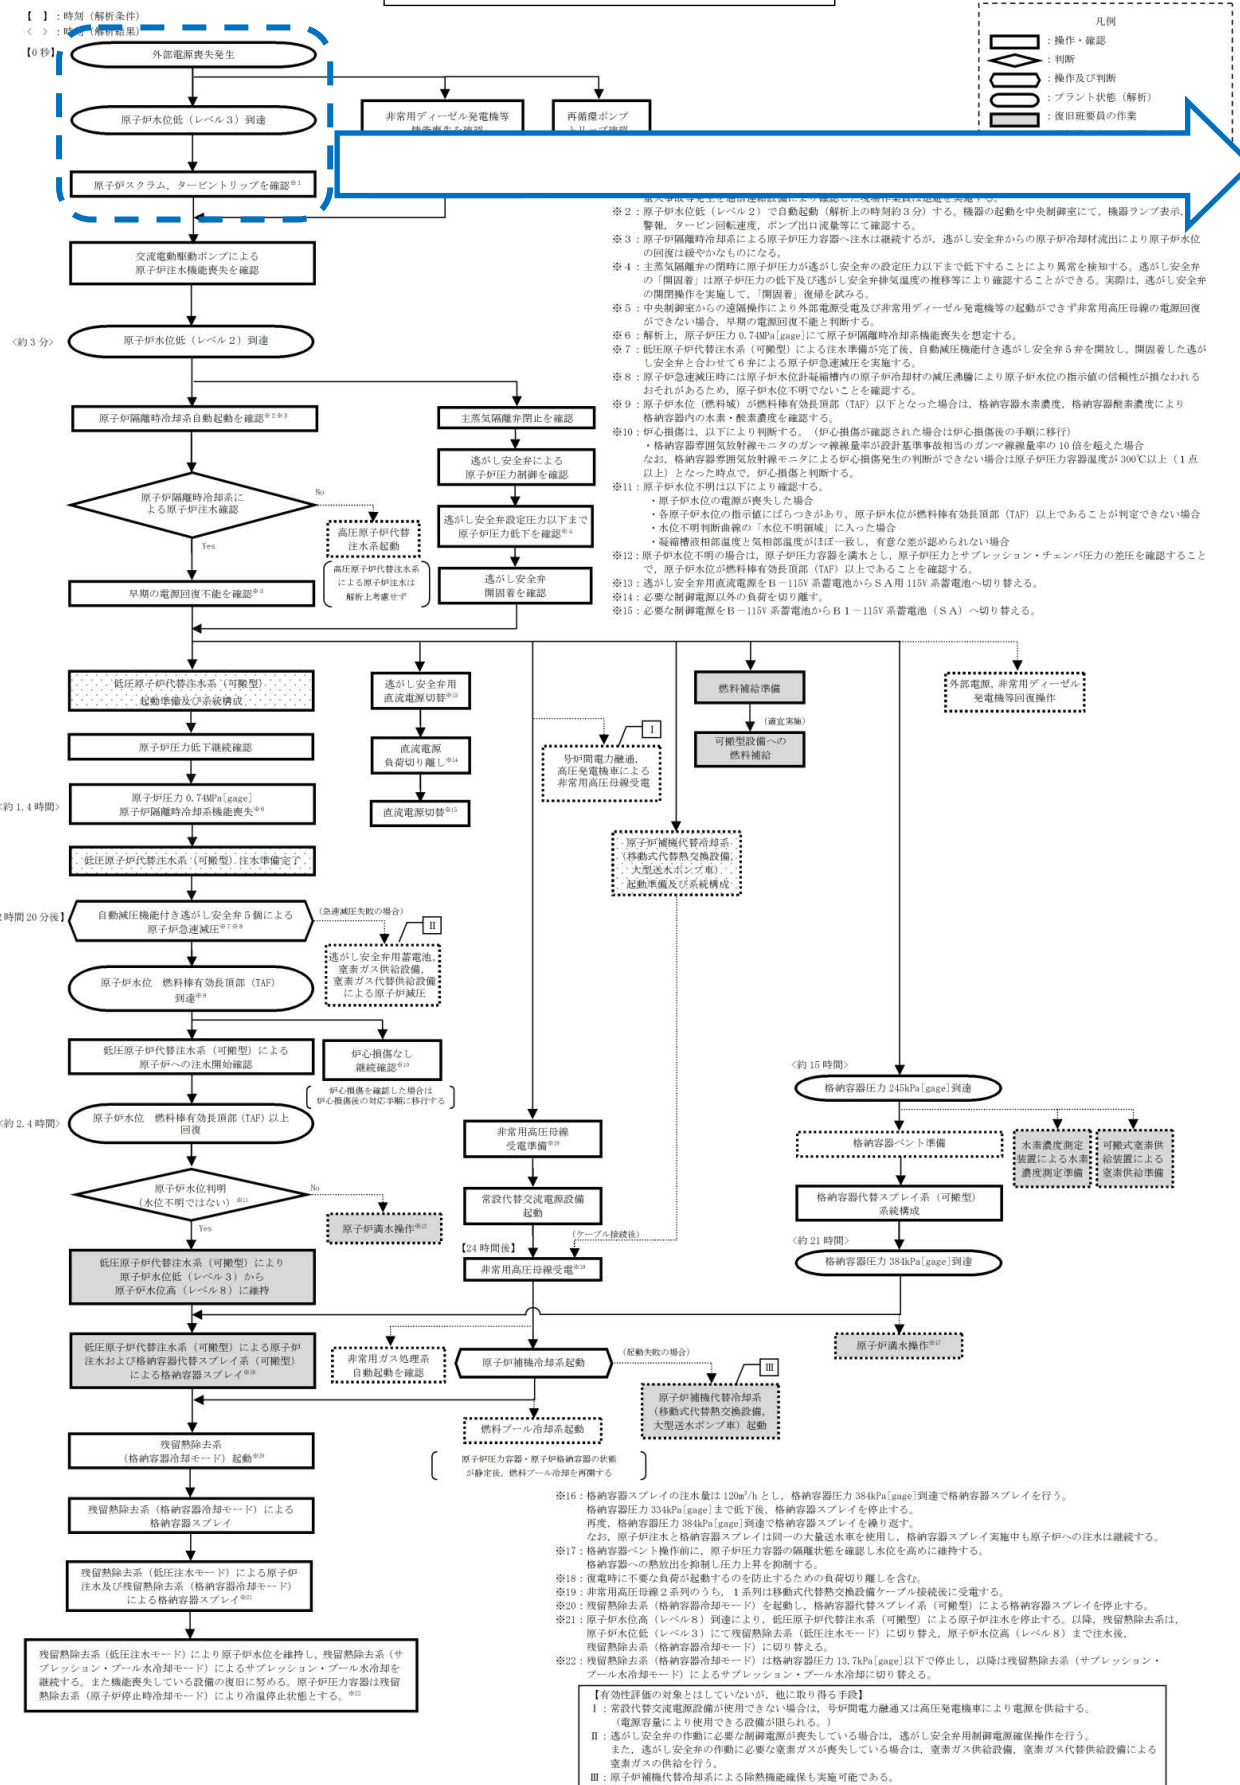 【 】：時刻（解析条件）
＜ ＞：時刻（解析結果）
【0秒】
外部電源喪失発生
原子炉水位低（レベル３）到達
原子炉スクラム，タービントリップを確認※1
非常用ディーゼル発電機等
機能喪失を確認
再循環ポンプ
トリップ確認
凡例
：操作・確認
：判断
：操作及び判断
：プラント状態（解析）
：復旧班要員の作業
交流電動駆動ポンプによる
原子炉注水機能喪失を確認
〈約３分〉
原子炉水位低（レベル２）到達
原子炉隔離時冷却系自動起動を確認※2※3
主蒸気隔離弁閉止を確認
逃がし安全弁による
原子炉圧力制御を確認
逃がし安全弁設定圧力以下まで
原子炉圧力低下を確認※4
逃がし安全弁
開固着を確認
原子炉隔離時冷却系に
よる原子炉注水確認
No
Yes
高圧原子炉代替
注水系起動
高圧原子炉代替注水系
による原子炉注水は
解析上考慮せず
早期の電源回復不能を確認※5
重大事故等発生を通信連絡設備により確認した現場作業員は退避を実施する。
※２：原子炉水位低（レベル２）で自動起動（解析上の時刻約３分）する。機器の起動を中央制御室にて，機器ランプ表示，
警報，タービン回転速度，ポンプ出口流量等にて確認する。
※３：原子炉隔離時冷却系による原子炉圧力容器へ注水は継続するが，逃がし安全弁からの原子炉冷却材流出により原子炉水位
の回復は緩やかなものになる。
※４：主蒸気隔離弁の閉時に原子炉圧力が逃がし安全弁の設定圧力以下まで低下することにより異常を検知する。逃がし安全弁
の「開固着」は原子炉圧力の低下及び逃がし安全弁排気温度の推移等により確認することができる。実際は，逃がし安全弁
の開閉操作を実施して，「開固着」復帰を試みる。
※５：中央制御室からの遠隔操作により外部電源受電及び非常用ディーゼル発電機等の起動ができず非常用高圧母線の電源回復
ができない場合，早期の電源回復不能と判断する。
※６：解析上，原子炉圧力 0.74MPa[gage]にて原子炉隔離時冷却系機能喪失を想定する。
※７：低圧原子炉代替注水系（可搬型）による注水準備が完了後，自動減圧機能付き逃がし安全弁５弁を開放し，開固着した逃が
し安全弁と合わせて６弁による原子炉急速減圧を実施する。
※８：原子炉急速減圧時には原子炉水位計凝縮槽内の原子炉冷却材の減圧沸騰により原子炉水位の指示値の信頼性が損なわれる
おそれがあるため，原子炉水位不明でないことを確認する。
※９：原子炉水位（燃料域）が燃料棒有効長頂部（TAF）以下となった場合は，格納容器水素濃度，格納容器酸素濃度により
格納容器内の水素・酸素濃度を確認する。
※10：炉心損傷は，以下により判断する。（炉心損傷が確認された場合は炉心損傷後の手順に移行）
・格納容器雰囲気放射線モニタのガンマ線線量率が設計基準事故相当のガンマ線線量率の 10 倍を超えた場合
なお，格納容器雰囲気放射線モニタによる炉心損傷発生の判断ができない場合は原子炉圧力容器温度が 300℃以上（１点
以上）となった時点で，炉心損傷と判断する。
※11：原子炉水位不明は以下により確認する。
・原子炉水位の電源が喪失した場合
・各原子炉水位の指示値にばらつきがあり，原子炉水位が燃料棒有効長頂部（TAF）以上であることが判定できない場合
・水位不明判断曲線の「水位不明領域」に入った場合
・凝縮槽液相部温度と気相部温度がほぼ一致し，有意な差が認められない場合
※12：原子炉水位不明の場合は，原子炉圧力容器を満水とし，原子炉圧力とサプレッション・チェンバ圧力の差圧を確認すること
で，原子炉水位が燃料棒有効長頂部（TAF）以上であることを確認する。
※13：逃がし安全弁用直流電源をＢ－115V 系蓄電池からＳＡ用 115V 系蓄電池へ切り替える。
※14：必要な制御電源以外の負荷を切り離す。
※15：必要な制御電源をＢ－115V 系蓄電池からＢ１－115V 系蓄電池（ＳＡ）へ切り替える。
低圧原子炉代替注水系（可搬型）
起動準備及び系統構成
逃がし安全弁用
直流電源切替※13
燃料補給準備
外部電源，非常用ディーゼル
発電機等回復操作
（適宜実施）
可搬型設備への
燃料補給
Ⅰ
号炉間電力融通，
高圧発電機車による
非常用高圧母線受電
原子炉圧力低下継続確認
直流電源
負荷切り離し※14
〈約 1.4 時間〉
原子炉圧力 0.74MPa[gage]
原子炉隔離時冷却系機能喪失※6
直流電源切替※15
低圧原子炉代替注水系（可搬型）注水準備完了
原子炉補機代替冷却系
（移動式代替熱交換設備，
大型送水ポンプ車）
起動準備及び系統構成
時間 20 分後】
自動減圧機能付き逃がし安全弁５個による
原子炉急速減圧※7※8
（急速減圧失敗の場合）
Ⅱ
逃がし安全弁用蓄電池，
窒素ガス供給設備，
窒素ガス代替供給設備
による原子炉減圧
原子炉水位　燃料棒有効長頂部（TAF）
到達※9
低圧原子炉代替注水系（可搬型）による
原子炉への注水開始確認
炉心損傷なし
継続確認※10
炉心損傷を確認した場合は
炉心損傷後の対応手順に移行する
〈約 2.4 時間〉
原子炉水位　燃料棒有効長頂部（TAF）以上
回復
原子炉水位判明
（水位不明ではない）※11
No
Yes
原子炉満水操作※12
低圧原子炉代替注水系（可搬型）により
原子炉水位低（レベル３）から
原子炉水位高（レベル８）に維持
非常用高圧母線
受電準備※18
常設代替交流電源設備
起動
【24 時間後】
（ケーブル接続後）
非常用高圧母線受電※19
〈約 15 時間〉
格納容器圧力 245kPa[gage]到達
格納容器ベント準備
水素濃度測定
装置による水素
濃度測定準備
可搬式窒素供
給装置による
窒素供給準備
格納容器代替スプレイ系（可搬型）
系統構成
〈約 21 時間〉
格納容器圧力 384kPa[gage]到達
原子炉満水操作※17
低圧原子炉代替注水系（可搬型）による原子炉
注水および格納容器代替スプレイ系（可搬型）
による格納容器スプレイ※16
非常用ガス処理系
自動起動を確認
原子炉補機冷却系起動
（起動失敗の場合）
Ⅲ
原子炉補機代替冷却系
（移動式代替熱交換設備，
大型送水ポンプ車）起動
燃料プール冷却系起動
原子炉圧力容器・原子炉格納容器の状態
が静定後，燃料プール冷却を再開する
残留熱除去系
（格納容器冷却モード）起動※20
残留熱除去系（格納容器冷却モード）による
格納容器スプレイ
残留熱除去系（低圧注水モード）による原子炉
注水及び残留熱除去系（格納容器冷却モード）
による格納容器スプレイ※21
残留熱除去系（低圧注水モード）により原子炉水位を維持し，残留熱除去系（サ
プレッション・プール水冷却モード）によるサプレッション・プール水冷却を
継続する。また機能喪失している設備の復旧に努める。原子炉圧力容器は残留
熱除去系（原子炉停止時冷却モード）により冷温停止状態とする。※22
※16：格納容器スプレイの注水量は 120m³/h とし，格納容器圧力 384kPa[gage]到達で格納容器スプレイを行う。
格納容器圧力 334kPa[gage]まで低下後，格納容器スプレイを停止する。
再度，格納容器圧力 384kPa[gage]到達で格納容器スプレイを繰り返す。
なお，原子炉注水と格納容器スプレイは同一の大量送水車を使用し，格納容器スプレイ実施中も原子炉への注水は継続する。
※17：格納容器ベント操作前に，原子炉圧力容器の隔離状態を確認し水位を高めに維持する。
格納容器への熱放出を抑制し圧力上昇を抑制する。
※18：復電時に不要な負荷が起動するのを防止するための負荷切り離しを含む。
※19：非常用高圧母線２系列のうち，１系列は移動式代替熱交換設備ケーブル接続後に受電する。
※20：残留熱除去系（格納容器冷却モード）を起動し，格納容器代替スプレイ系（可搬型）による格納容器スプレイを停止する。
※21：原子炉水位高（レベル８）到達により，低圧原子炉代替注水系（可搬型）による原子炉注水を停止する。以降，残留熱除去系は，
原子炉水位低（レベル３）にて残留熱除去系（低圧注水モード）に切り替え，原子炉水位高（レベル８）まで注水後，
残留熱除去系（格納容器冷却モード）に切り替える。
※22：残留熱除去系（格納容器冷却モード）は格納容器圧力 13.7kPa[gage]以下で停止し，以降は残留熱除去系（サプレッション・
プール水冷却モード）によるサプレッション・プール水冷却に切り替える。
【有効性評価の対象とはしていないが，他に取り得る手段】
Ⅰ：常設代替交流電源設備が使用できない場合は，号炉間電力融通又は高圧発電機車により電源を供給する。
（電源容量により使用できる設備が限られる。）
Ⅱ：逃がし安全弁の作動に必要な制御電源が喪失している場合は，逃がし安全弁用制御電源確保操作を行う。
また，逃がし安全弁の作動に必要な窒素ガスが喪失している場合は，窒素ガス供給設備，窒素ガス代替供給設備による
窒素ガスの供給を行う。
Ⅲ：原子炉補機代替冷却系による除熱機能確保も実施可能である。